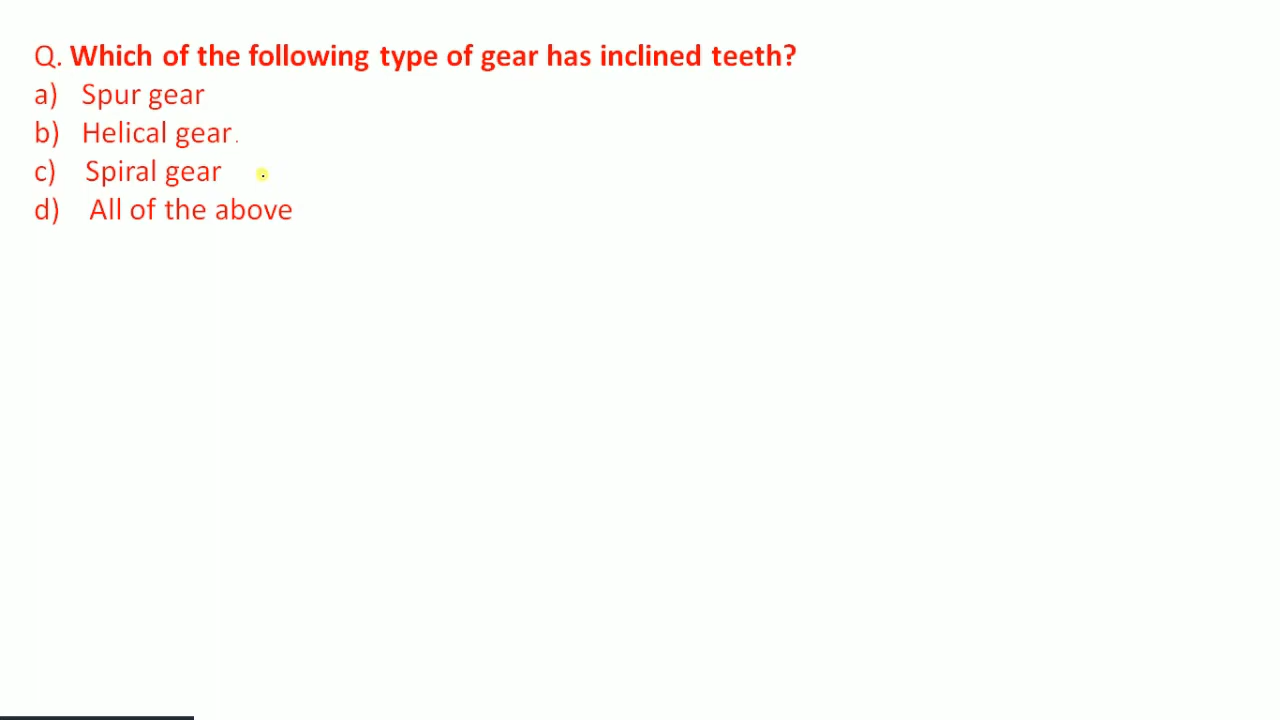 Q. Which of the following type of gear has inclined teeth?
a) Spur gear
b) Helical gear.
c) Spiral gear
d) All of the above